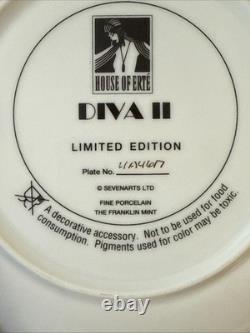 HOUSE OF ERTÉ
DIVA II
LIMITED EDITION
Plate No.
© SEVENARTS LTD
FINE PORCELAIN
THE FRANKLIN MINT
A decorative accessory. Not to be used for food
consumption. Pigments used for color may be toxic.